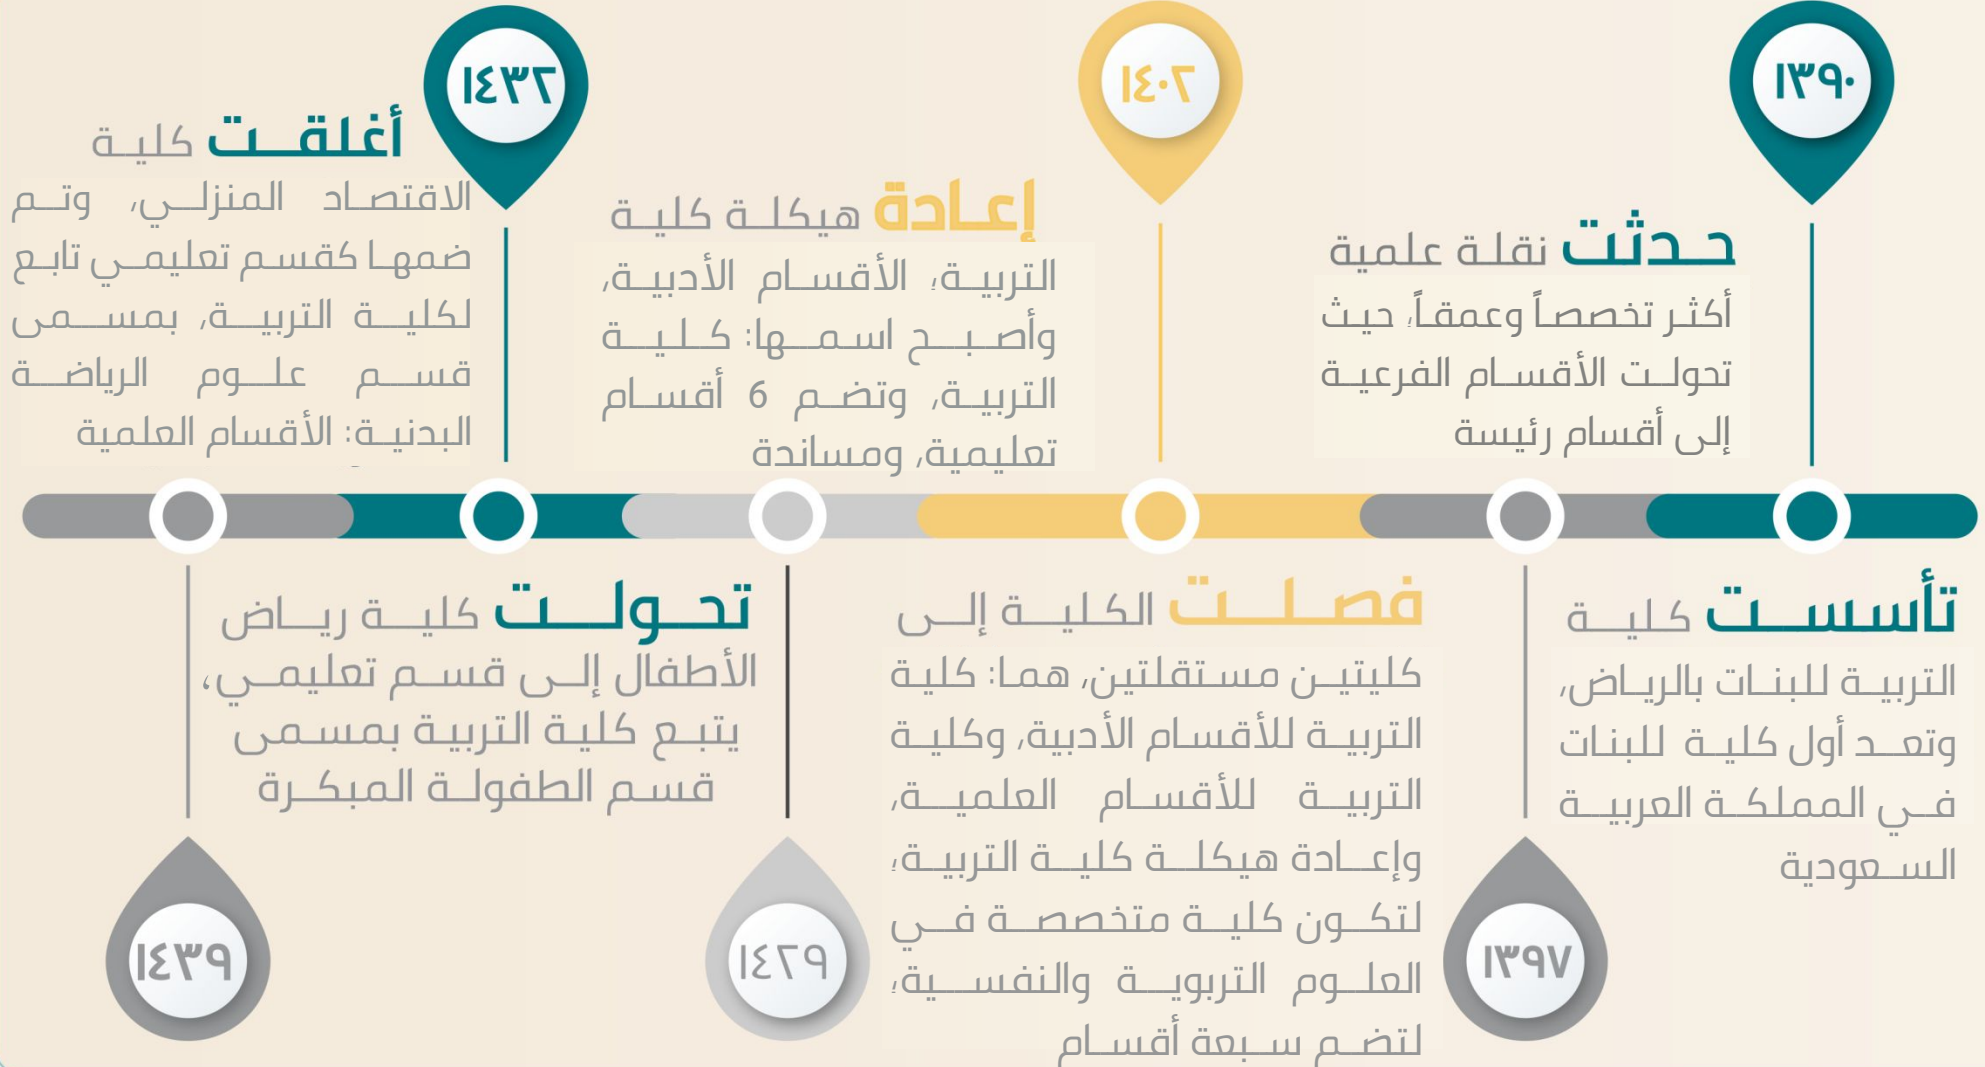 ١٣٩٠
تأسست كلية
التربية للبنات بالرياض،
وتعد أول كلية للبنات
في المملكة العربية
السعودية
حدثت نقلة علمية
أكثر تخصصاً وعمقاً، حيث
تحولت الأقسام الفرعية
إلى أقسام رئيسة
١٣٩٧
١٤٠٢
فصلت الكلية إلى
كليتين مستقلتين، هما: كلية
التربية للأقسام الأدبية، وكلية
التربية للأقسام العلمية،
وإعادة هيكلة كلية التربية،
لتكون كلية متخصصة في
العلوم التربوية والنفسية،
لتضم سبعة أقسام
إعادة هيكلة كلية
التربية، الأقسام الأدبية،
وأصبح اسمها: كلية
التربية، وتضم 6 أقسام
تعليمية، ومساندة
١٤٢٩
١٤٣٢
تحولت كلية رياض
الأطفال إلى قسم تعليمي،
يتبع كلية التربية بمسمى
قسم الطفولة المبكرة
أغلقت كلية
الاقتصاد المنزلي، وتم
ضمها كقسم تعليمي تابع
لكلية التربية، بمسمى
قسم علوم الرياضة
البدنية: الأقسام العلمية
١٤٣٩